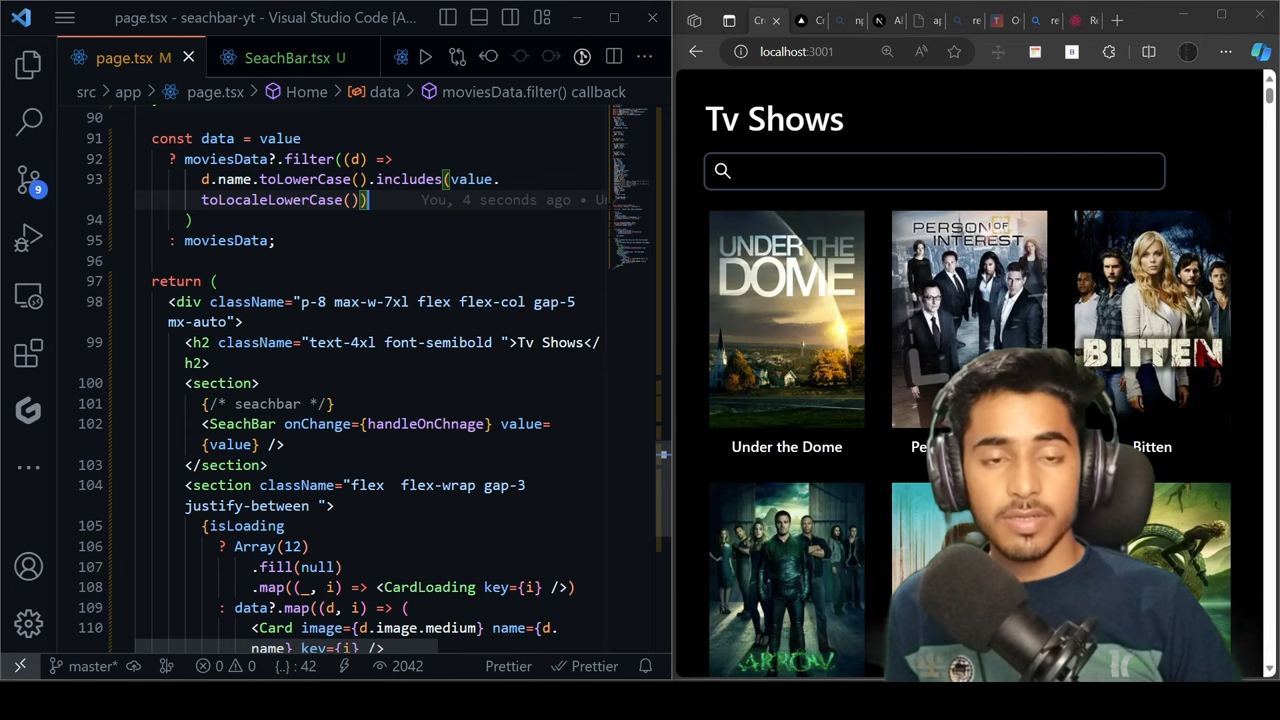 page.tsx - seachbar-yt - Visual Studio Code [A...
page.tsx M
SeachBar.tsx U
src > app > page.tsx > Home > data > moviesData.filter() callback
90
91 const data = value
92 ? moviesData?.filter((d) =>
93 d.name.toLowerCase().includes(value.
toLocaleLowerCase()) You, 4 seconds ago •
94 )
95 : moviesData;
96
97 return (
98 <div className="p-8 max-w-7xl flex flex-col gap-5
mx-auto">
99 <h2 className="text-4xl font-semibold ">Tv Shows</
h2>
100 <section>
101 {/* seachbar */}
102 <SeachBar onChange={handleOnChnage} value=
{value} />
103 </section>
104 <section className="flex  flex-wrap gap-3
justify-between ">
105 {isLoading
106 ? Array(12)
107 .fill(null)
108 .map((_, i) => <CardLoading key={i} />)
109 : data?.map((d, i) => (
110 <Card image={d.image.medium} name={d.
name} key={i} />
9
master* 0 0 {..} : 42 2042 Prettier Prettier
localhost:3001
Tv Shows
UNDER THE
DOME
PERSON OF
INTEREST
BITTEN
Under the Dome
Bitten
ARROW